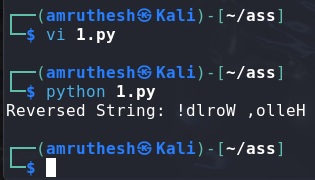 ┌──(amruthesh㉿Kali)-[~/ass]
└─$ vi 1.py
┌──(amruthesh㉿Kali)-[~/ass]
└─$ python 1.py
Reversed String: !dlroW ,olleH
┌──(amruthesh㉿Kali)-[~/ass]
└─$